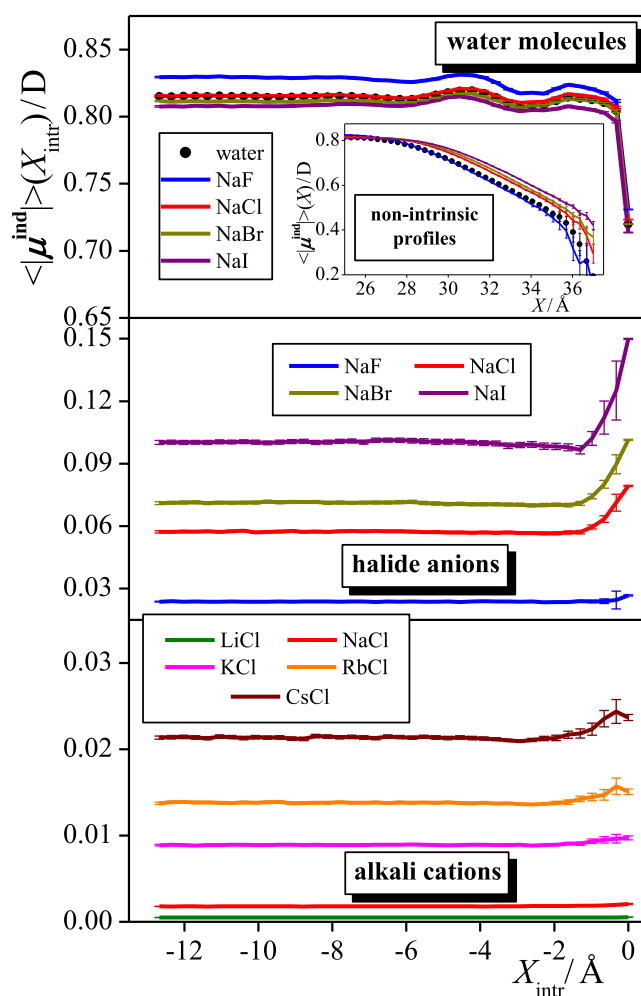 <|μ^ind|>(X_intr)/D
0.85
0.80
0.75
0.70
0.65
water molecules
water
NaF
NaCl
NaBr
NaI
<|μ^ind|>(X)/D
0.8
0.6
0.4
0.2
non-intrinsic
profiles
26 28 30 32 34 36
X/Å
0.15
0.12
0.09
0.06
0.03
NaF NaCl
NaBr NaI
halide anions
LiCl NaCl
KCl RbCl
CsCl
0.03
0.02
0.01
0.00
alkali cations
-12 -10 -8 -6 -4 -2 0
X_intr/Å